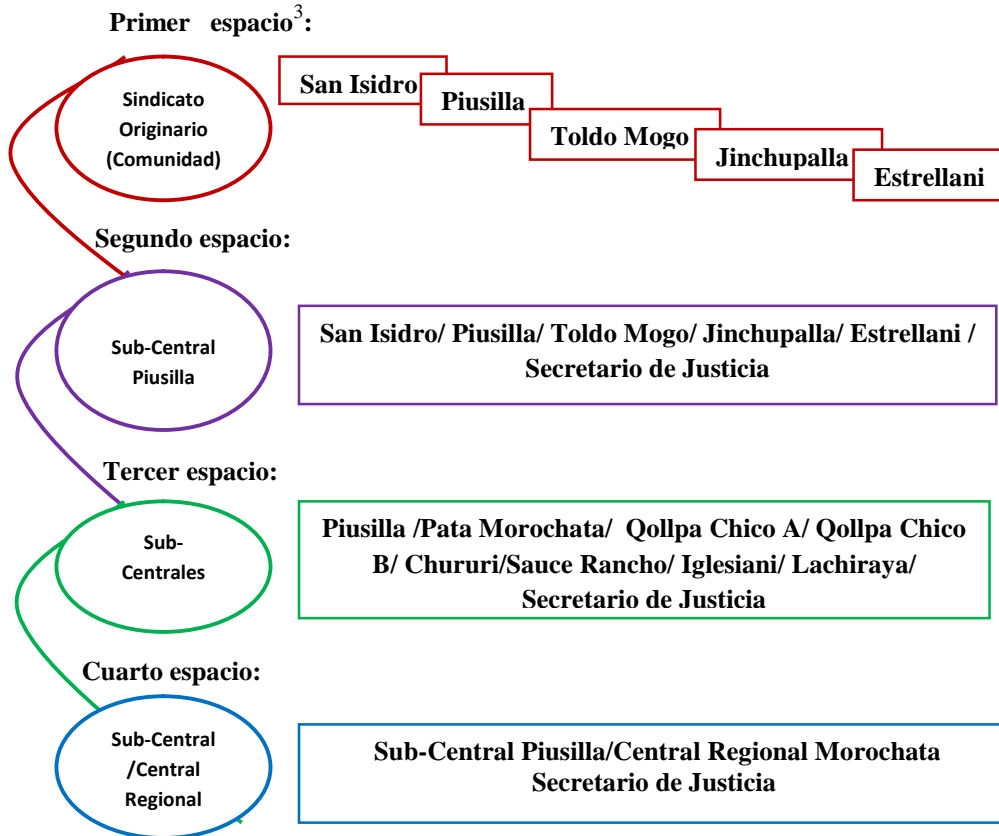 Primer espacio³:
Sindicato
Originario
(Comunidad)
San Isidro
Piusilla
Toldo Mogo
Jinchupalla
Estrellani
Segundo espacio:
Sub-Central
Piusilla
San Isidro/ Piusilla/ Toldo Mogo/ Jinchupalla/ Estrellani /
Secretario de Justicia
Tercer espacio:
Sub-
Centrales
Piusilla /Pata Morochata/ Qollpa Chico A/ Qollpa Chico
B/ Chururi/Sauce Rancho/ Iglesiani/ Lachiraya/
Secretario de Justicia
Cuarto espacio:
Sub-Central
/Central
Regional
Sub-Central Piusilla/Central Regional Morochata
Secretario de Justicia